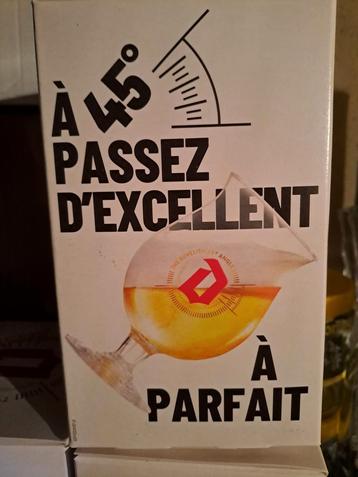 À 45°
PASSEZ
D'EXCELLENT
À
PARFAIT